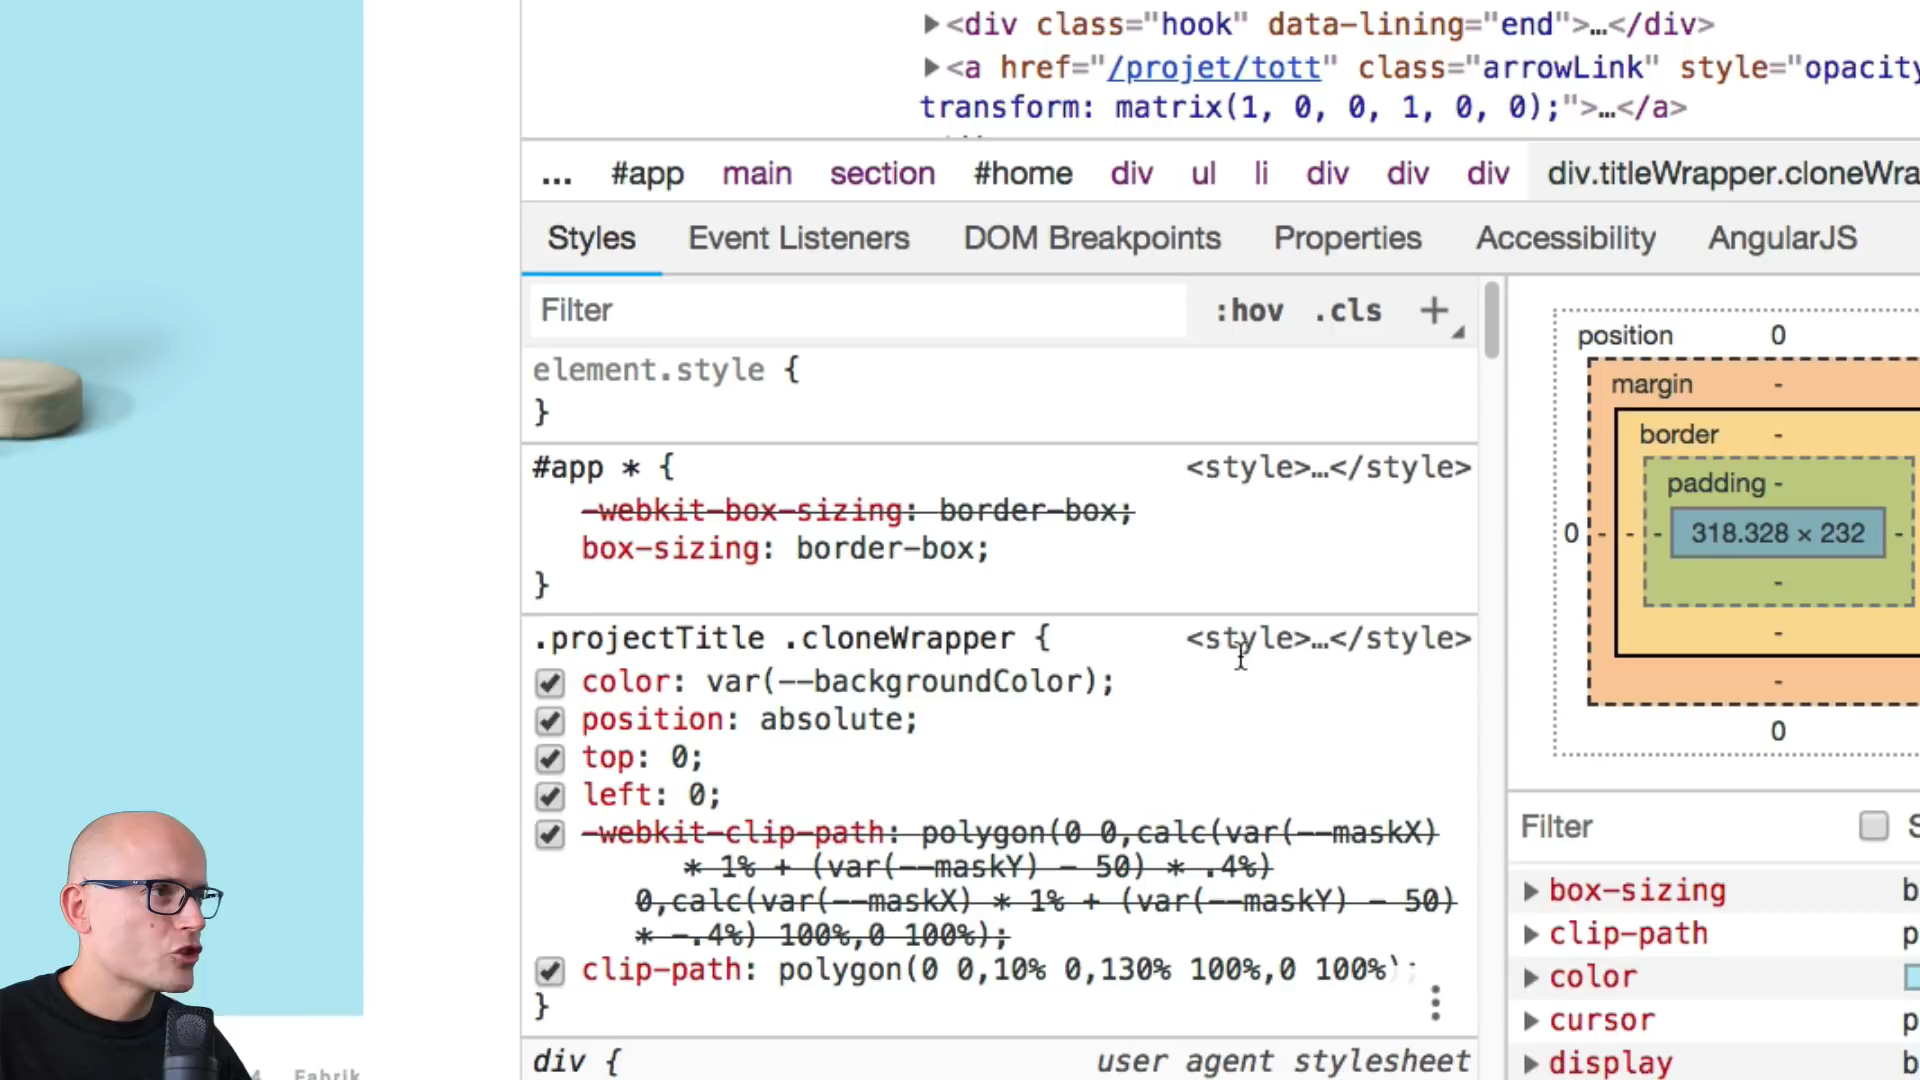 ▶<div class="hook" data-lining="end">…</div>
▶<a href="/projet/tott" class="arrowLink" style="opacity
transform: matrix(1, 0, 0, 1, 0, 0);">…</a>
... #app main section #home div ul li div div div div.titleWrapper.cloneWra
Styles Event Listeners DOM Breakpoints Properties Accessibility AngularJS
Filter :hov .cls +
element.style {
}
#app * { <style>…</style>
-webkit-box-sizing: border-box;
box-sizing: border-box;
}
.projectTitle .cloneWrapper { <style>…</style>
color: var(--backgroundColor);
position: absolute;
top: 0;
left: 0;
-webkit-clip-path: polygon(0 0,calc(var(--maskX)
* 1% + (var(--maskY) - 50) * .4%)
0,calc(var(--maskX) * 1% + (var(--maskY) - 50)
* -.4%) 100%,0 100%);
clip-path: polygon(0 0,10% 0,130% 100%,0 100%);
}
div { user agent stylesheet
position 0
margin -
border -
padding -
0 - - - 318.328 × 232 -
-
-
-
0
Filter S
▶ box-sizing b
▶ clip-path p
▶ color
▶ cursor p
▶ display b
4 Fabrik